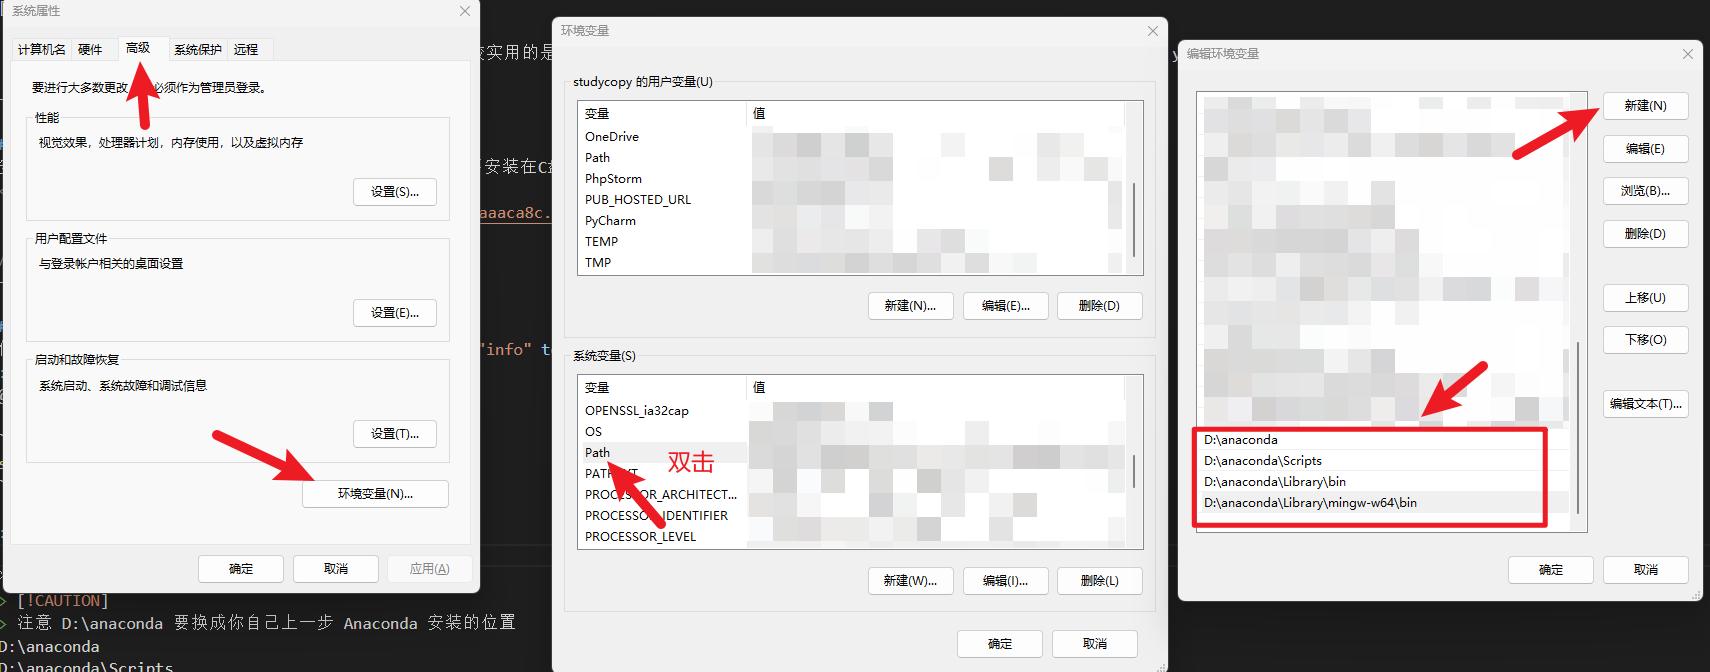 系统属性
计算机名
硬件
高级
系统保护
远程
要进行大多数更改
必须作为管理员登录。
性能
视觉效果，处理器计划，内存使用，以及虚拟内存
设置(S)...
用户配置文件
与登录帐户相关的桌面设置
设置(E)...
启动和故障恢复
系统启动、系统故障和调试信息
设置(T)...
环境变量(N)...
确定
取消
应用(A)
> [!CAUTION]
> 注意 D:\anaconda 要换成你自己上一步 Anaconda 安装的位置
D:\anaconda
D:\anaconda\Scripts
实用的是
安装在C
aaaca8c.
"info" t
环境变量
studycopy 的用户变量(U)
变量
值
OneDrive
Path
PhpStorm
PUB_HOSTED_URL
PyCharm
TEMP
TMP
新建(N)...
编辑(E)...
删除(D)
系统变量(S)
变量
值
OPENSSL_ia32cap
OS
Path
双击
PROCESSOR_ARCHITECT...
PROCESSOR_IDENTIFIER
PROCESSOR_LEVEL
新建(W)...
编辑(I)...
删除(L)
确定
取消
编辑环境变量
新建(N)
编辑(E)
浏览(B)...
删除(D)
上移(U)
下移(O)
编辑文本(T)...
D:\anaconda
D:\anaconda\Scripts
D:\anaconda\Library\bin
D:\anaconda\Library\mingw-w64\bin
确定
取消